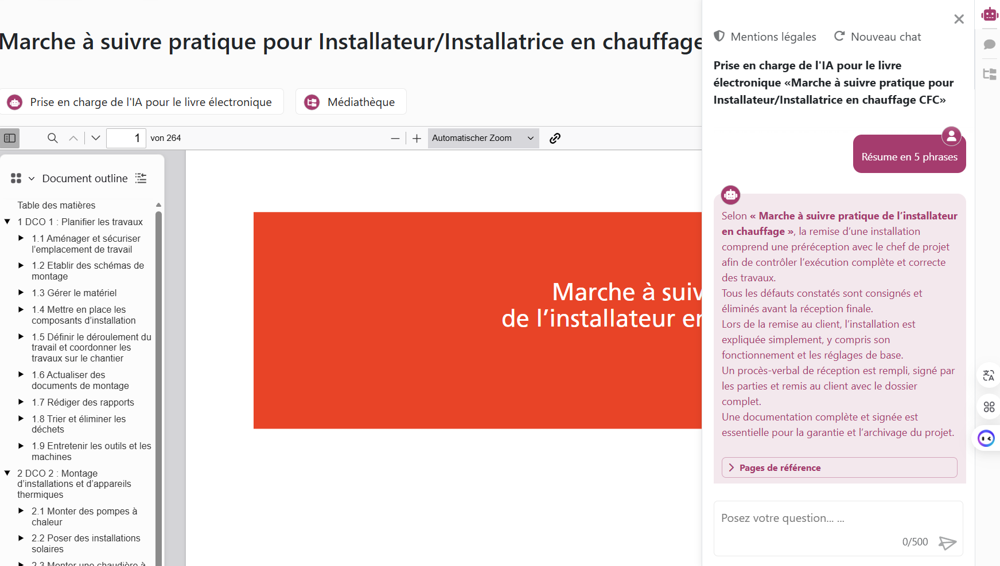 Marche à suivre pratique pour Installateur/Installatrice en chauffage
Prise en charge de l'IA pour le livre électronique
Médiathèque
1
von 264
Automatischer Zoom
Document outline
Table des matières
1 DCO 1 : Planifier les travaux
1.1 Aménager et sécuriser
l’emplacement de travail
1.2 Etablir des schémas de
montage
1.3 Gérer le matériel
1.4 Mettre en place les
composants d’installation
1.5 Définir le déroulement du
travail et coordonner les
travaux sur le chantier
1.6 Actualiser des
documents de montage
1.7 Rédiger des rapports
1.8 Trier et éliminer les
déchets
1.9 Entretenir les outils et les
machines
2 DCO 2 : Montage
d’installations et d’appareils
thermiques
2.1 Monter des pompes à
chaleur
2.2 Poser des installations
solaires
2.3 Monter une chaudière à
Marche à suiv
de l’installateur en
Mentions légales
Nouveau chat
Prise en charge de l'IA pour le livre
électronique «Marche à suivre pratique pour
Installateur/Installatrice en chauffage CFC»
Résume en 5 phrases
Selon « Marche à suivre pratique de l’installateur
en chauffage », la remise d’une installation
comprend une préréception avec le chef de projet
afin de contrôler l’exécution complète et correcte
des travaux.
Tous les défauts constatés sont consignés et
éliminés avant la réception finale.
Lors de la remise au client, l’installation est
expliquée simplement, y compris son
fonctionnement et les réglages de base.
Un procès-verbal de réception est rempli, signé par
les parties et remis au client avec le dossier
complet.
Une documentation complète et signée est
essentielle pour la garantie et l’archivage du projet.
Pages de référence
Posez votre question... ...
0/500